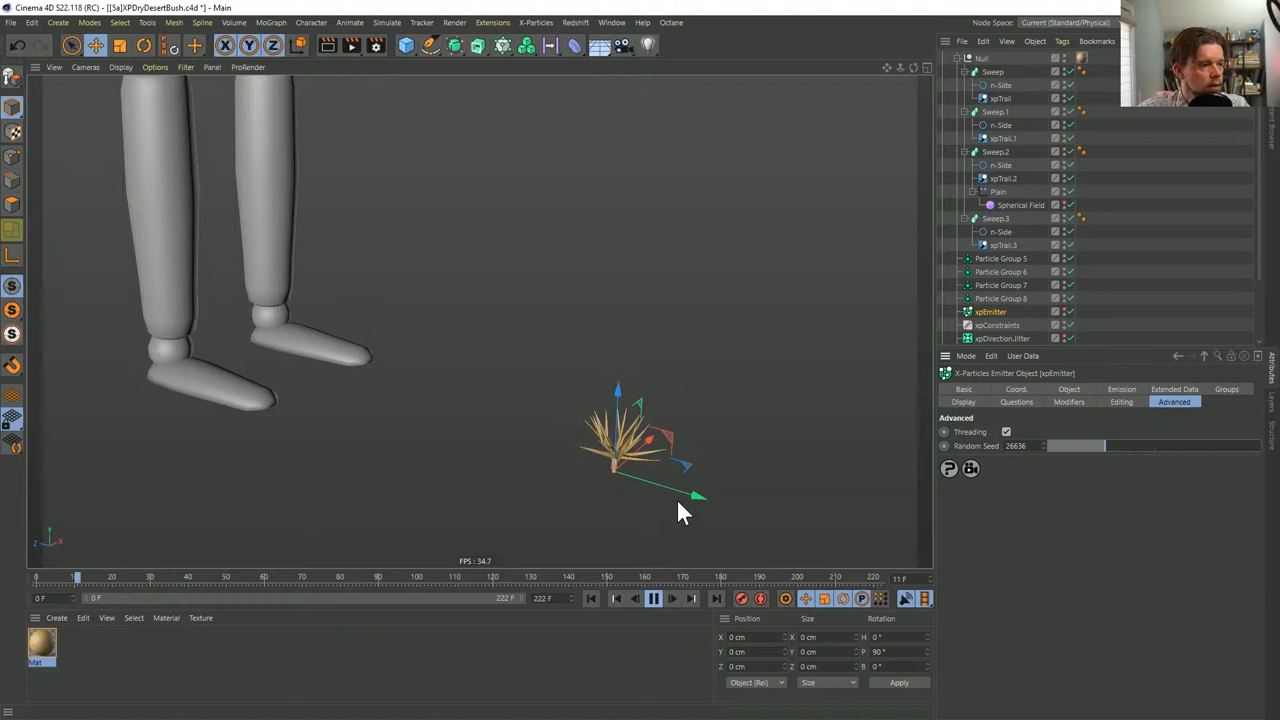 Cinema 4D S22.118 (RC) - [[5a]XPDryDesertBush.c4d *] - Main
File Edit Create Modes Select Tools Mesh Spline Volume MoGraph Character Animate Simulate Tracker Render Extensions X-Particles Redshift Window Help Octane Node Space: Current (Standard/Physical)
View Cameras Display Options Filter Panel ProRender
File Edit View Object Tags Bookmarks
Null
Sweep
n-Side
xpTrail
Sweep.1
n-Side
xpTrail.1
Sweep.2
n-Side
xpTrail.2
Plain
Spherical Field
Sweep.3
n-Side
xpTrail.3
Particle Group 5
Particle Group 6
Particle Group 7
Particle Group 8
xpEmitter
xpConstraints
xpDirectionJitter
Mode Edit User Data
X-Particles Emitter Object [xpEmitter]
Basic Coord. Object Emission Extended Data Groups
Display Questions Modifiers Editing Advanced
Advanced
Threading
Random Seed 26636
Content Browser
Attributes
Layers
Structure
Y
Z X
FPS : 34.7
0 10 20 30 40 50 60 70 80 90 100 110 120 130 140 150 160 170 180 190 200 210 220 11 F
0 F 0 F 222 F 222 F
Create Edit View Select Material Texture
Mat
Position Size Rotation
X 0 cm X 0 cm H 0 °
Y 0 cm Y 0 cm P 90 °
Z 0 cm Z 0 cm B 0 °
Object (Rel) Size Apply